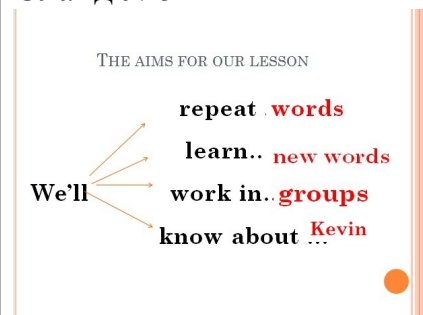 THE AIMS FOR OUR LESSON
repeat words
learn.. new words
We'll
work in.. groups
know about ... Kevin